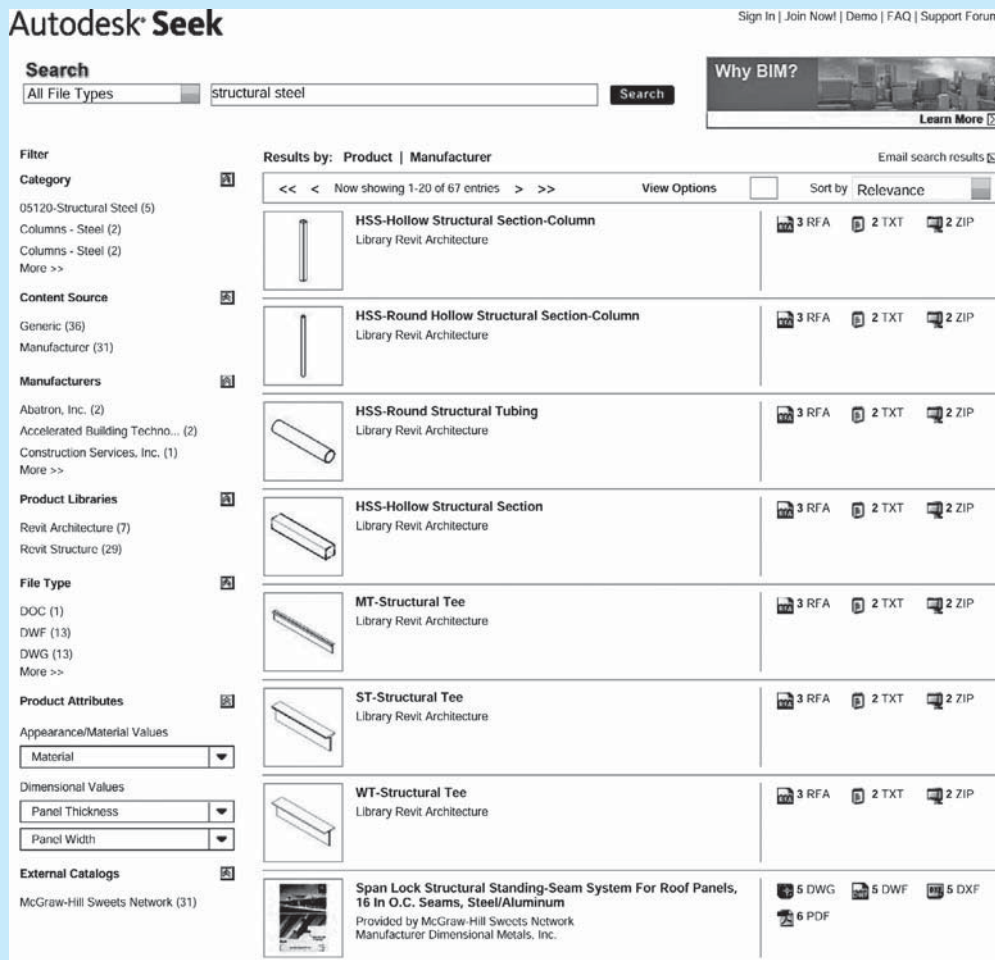 Autodesk® Seek
Sign In | Join Now! | Demo | FAQ | Support Forum
Search
All File Types
structural steel
Search
Why BIM?
Learn More
Filter
Category
05120-Structural Steel (5)
Columns - Steel (2)
Columns - Steel (2)
More >>
Content Source
Generic (36)
Manufacturer (31)
Manufacturers
Abatron, Inc. (2)
Accelerated Building Techno... (2)
Construction Services, Inc. (1)
More >>
Product Libraries
Revit Architecture (7)
Revit Structure (29)
File Type
DOC (1)
DWF (13)
DWG (13)
More >>
Product Attributes
Appearance/Material Values
Material
Dimensional Values
Panel Thickness
Panel Width
External Catalogs
McGraw-Hill Sweets Network (31)
Results by: Product | Manufacturer
Email search results
<< < Now showing 1-20 of 67 entries > >>
View Options
Sort by Relevance
HSS-Hollow Structural Section-Column
Library Revit Architecture
3 RFA 2 TXT 2 ZIP
HSS-Round Hollow Structural Section-Column
Library Revit Architecture
3 RFA 2 TXT 2 ZIP
HSS-Round Structural Tubing
Library Revit Architecture
3 RFA 2 TXT 2 ZIP
HSS-Hollow Structural Section
Library Revit Architecture
3 RFA 2 TXT 2 ZIP
MT-Structural Tee
Library Revit Architecture
3 RFA 2 TXT 2 ZIP
ST-Structural Tee
Library Revit Architecture
3 RFA 2 TXT 2 ZIP
WT-Structural Tee
Library Revit Architecture
3 RFA 2 TXT 2 ZIP
Span Lock Structural Standing-Seam System For Roof Panels,
16 In O.C. Seams, Steel/Aluminum
Provided by McGraw-Hill Sweets Network
Manufacturer Dimensional Metals, Inc.
5 DWG 5 DWF 5 DXF
6 PDF